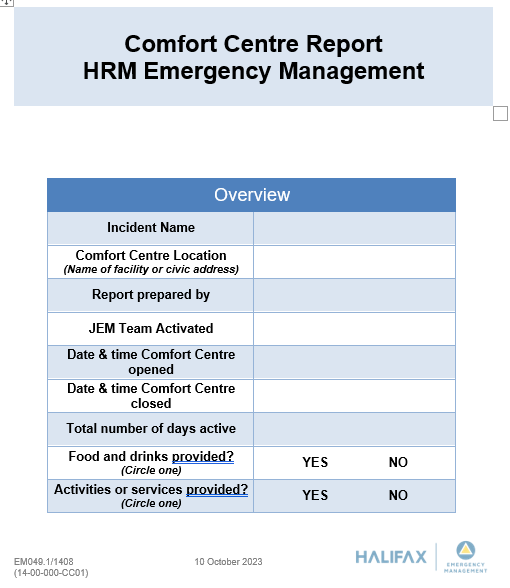 Comfort Centre Report
HRM Emergency Management
Overview
Incident Name
Comfort Centre Location
(Name of facility or civic address)
Report prepared by
JEM Team Activated
Date & time Comfort Centre
opened
Date & time Comfort Centre
closed
Total number of days active
Food and drinks provided?
(Circle one)
YES NO
Activities or services provided?
(Circle one)
YES NO
EM049.1/1408
(14-00-000-CC01)
10 October 2023
HALIFAX
EMERGENCY
MANAGEMENT